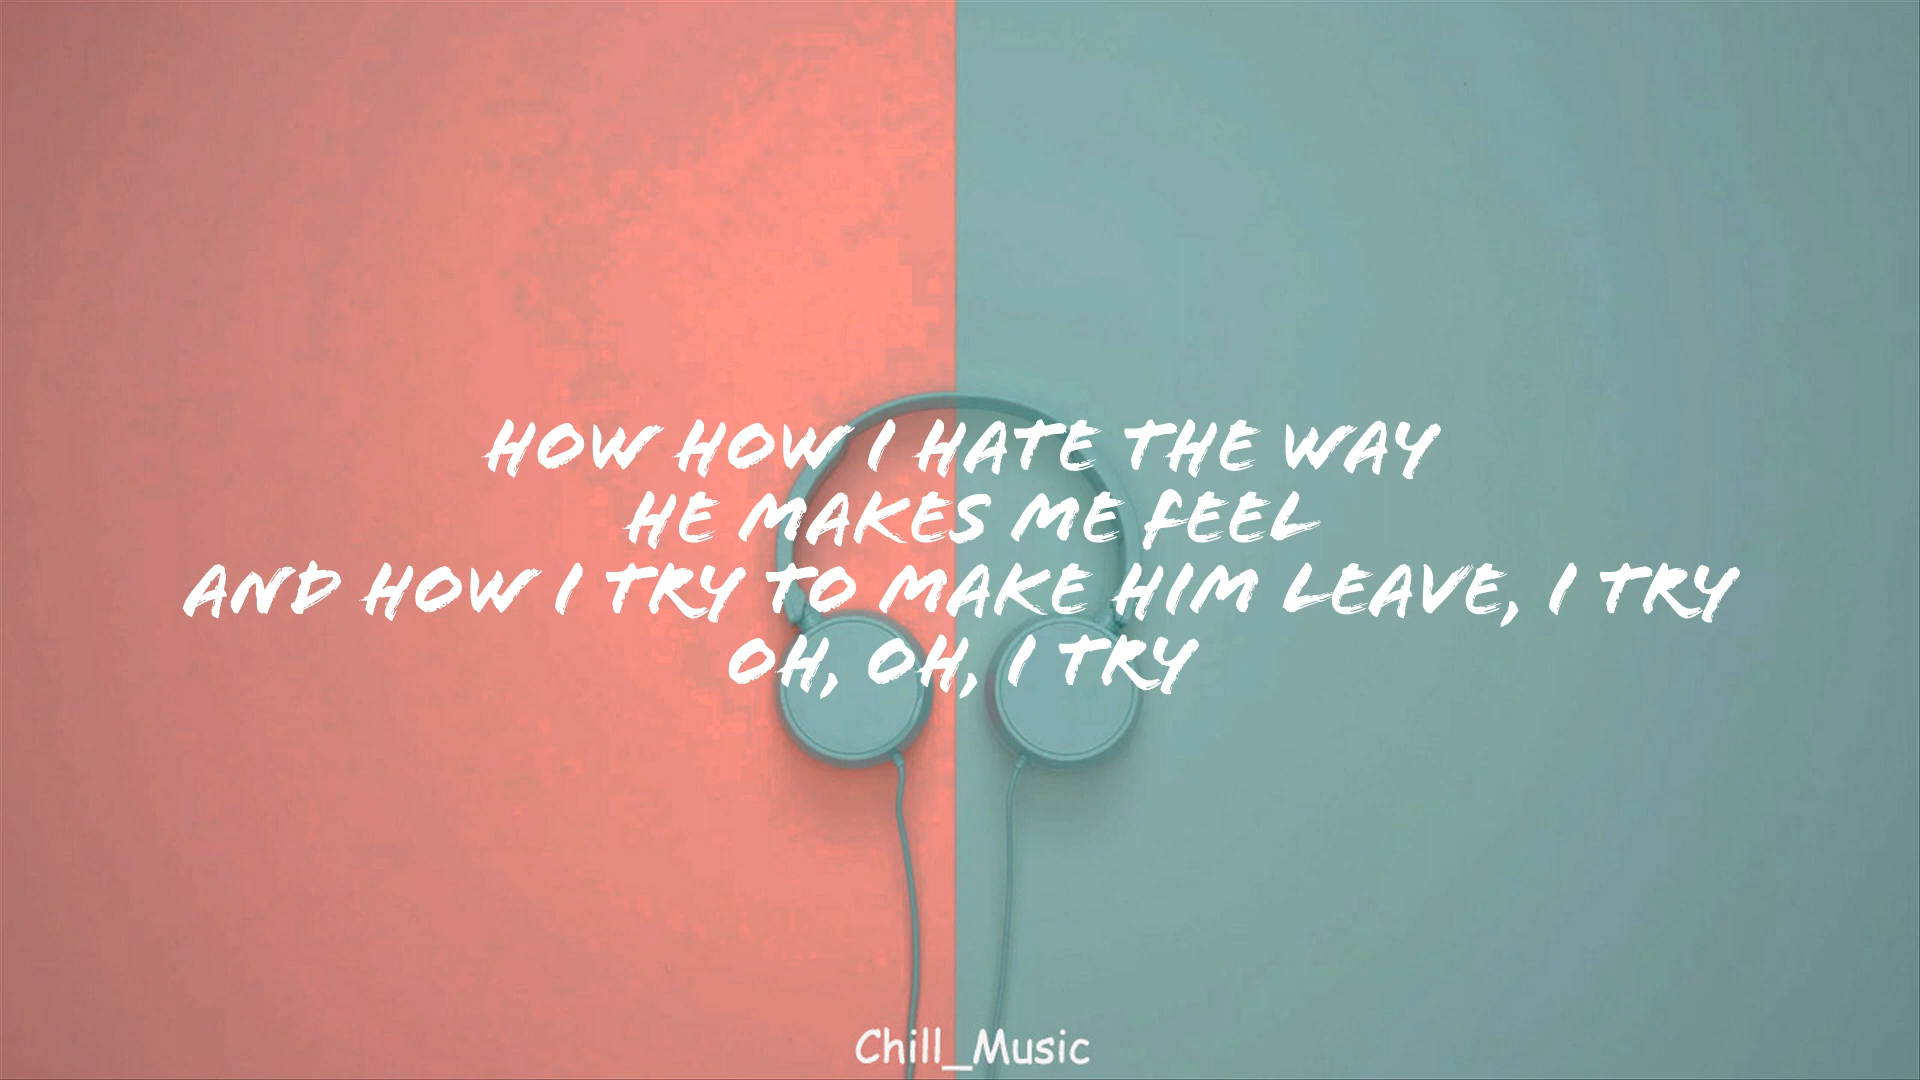 HOW HOW I HATE THE WAY
HE MAKES ME FEEL
AND HOW I TRY TO MAKE HIM LEAVE, I TRY
OH, OH, I TRY
Chill_Music